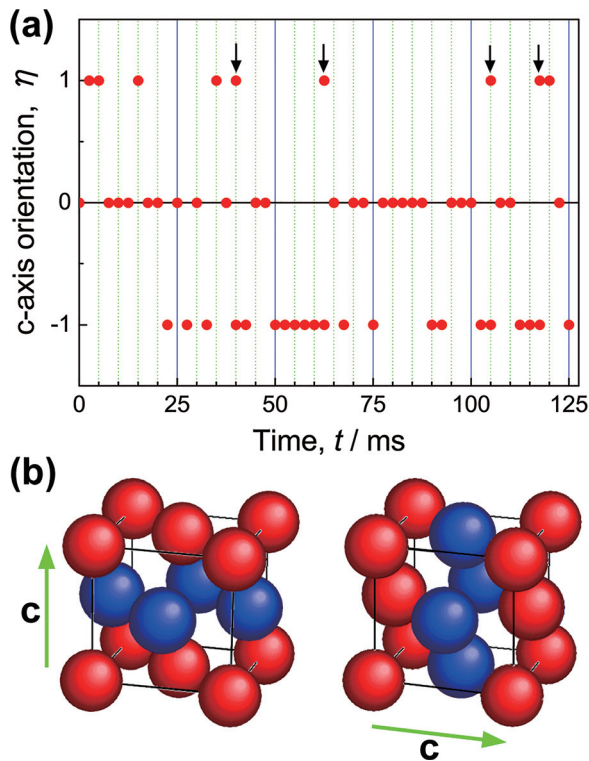 (a)
c-axis orientation, η
1
0
-1
0 25 50 75 100 125
Time, t / ms
(b)
c
c